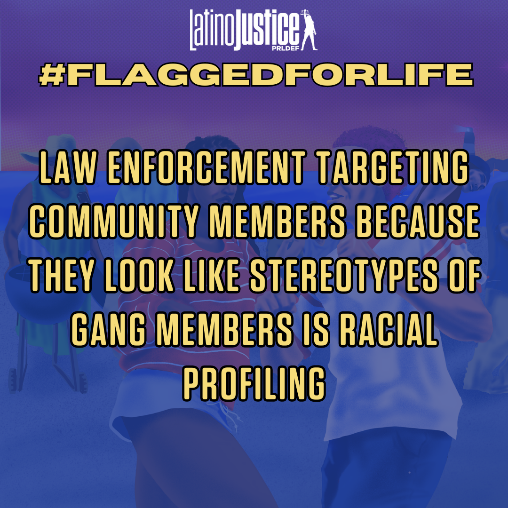 LatinoJustice
PRLDEF
#FLAGGEDFORLIFE
LAW ENFORCEMENT TARGETING
COMMUNITY MEMBERS BECAUSE
THEY LOOK LIKE STEREOTYPES OF
GANG MEMBERS IS RACIAL
PROFILING